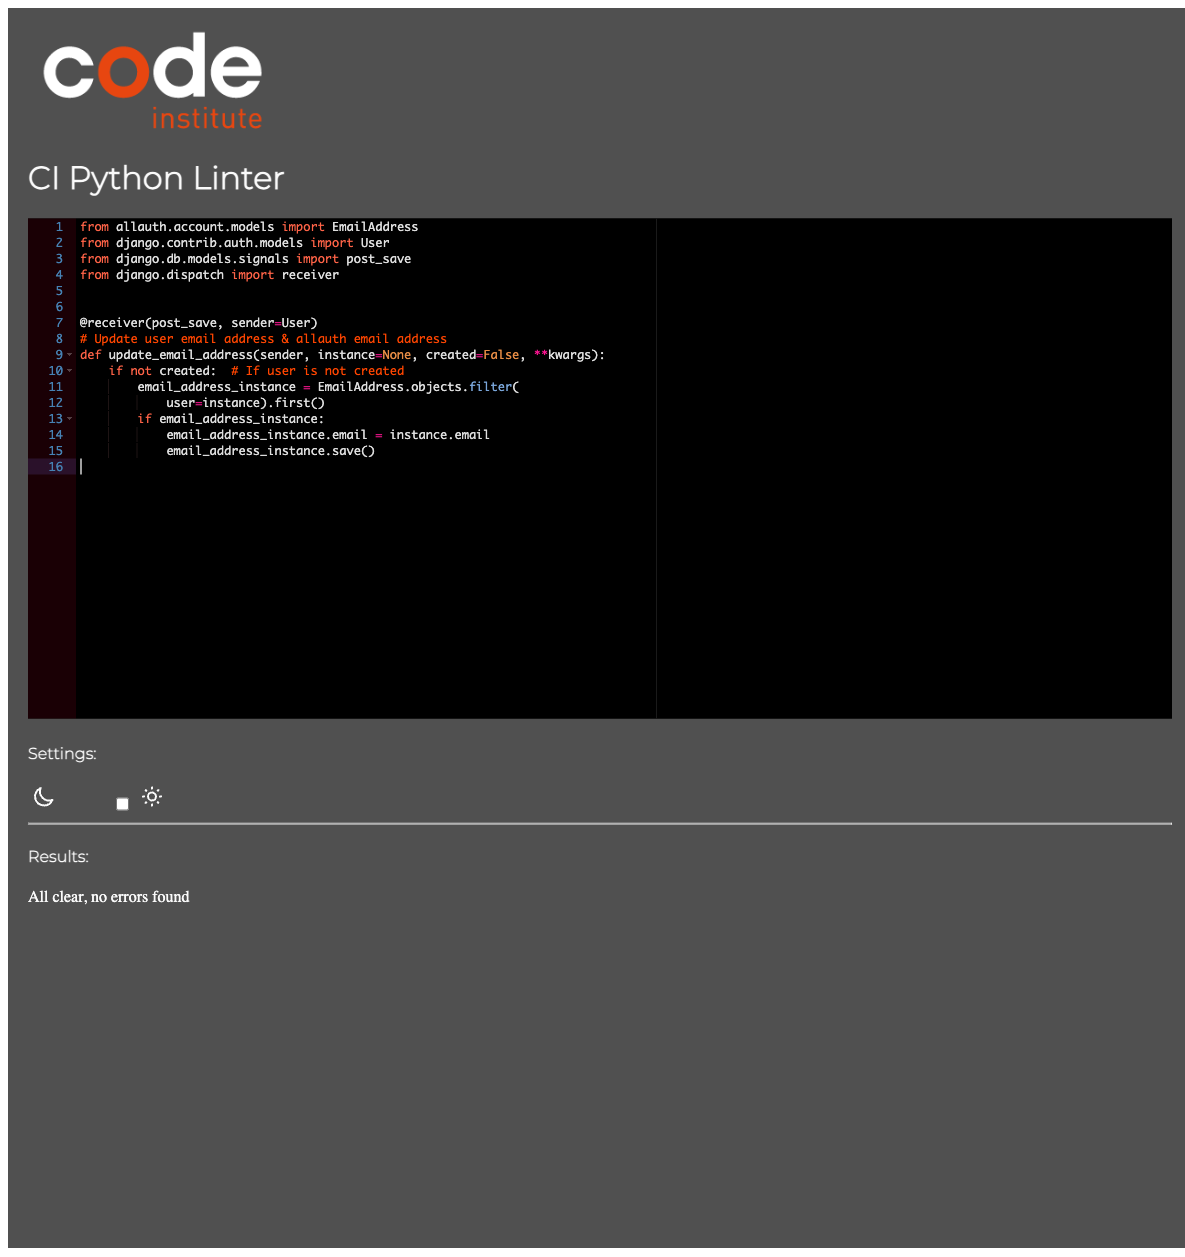 code
institute
CI Python Linter
1 from allauth.account.models import EmailAddress
2 from django.contrib.auth.models import User
3 from django.db.models.signals import post_save
4 from django.dispatch import receiver
5
6
7 @receiver(post_save, sender=User)
8 # Update user email address & allauth email address
9 def update_email_address(sender, instance=None, created=False, **kwargs):
10     if not created:  # If user is not created
11         email_address_instance = EmailAddress.objects.filter(
12             user=instance).first()
13         if email_address_instance:
14             email_address_instance.email = instance.email
15             email_address_instance.save()
16
Settings:
Results:
All clear, no errors found